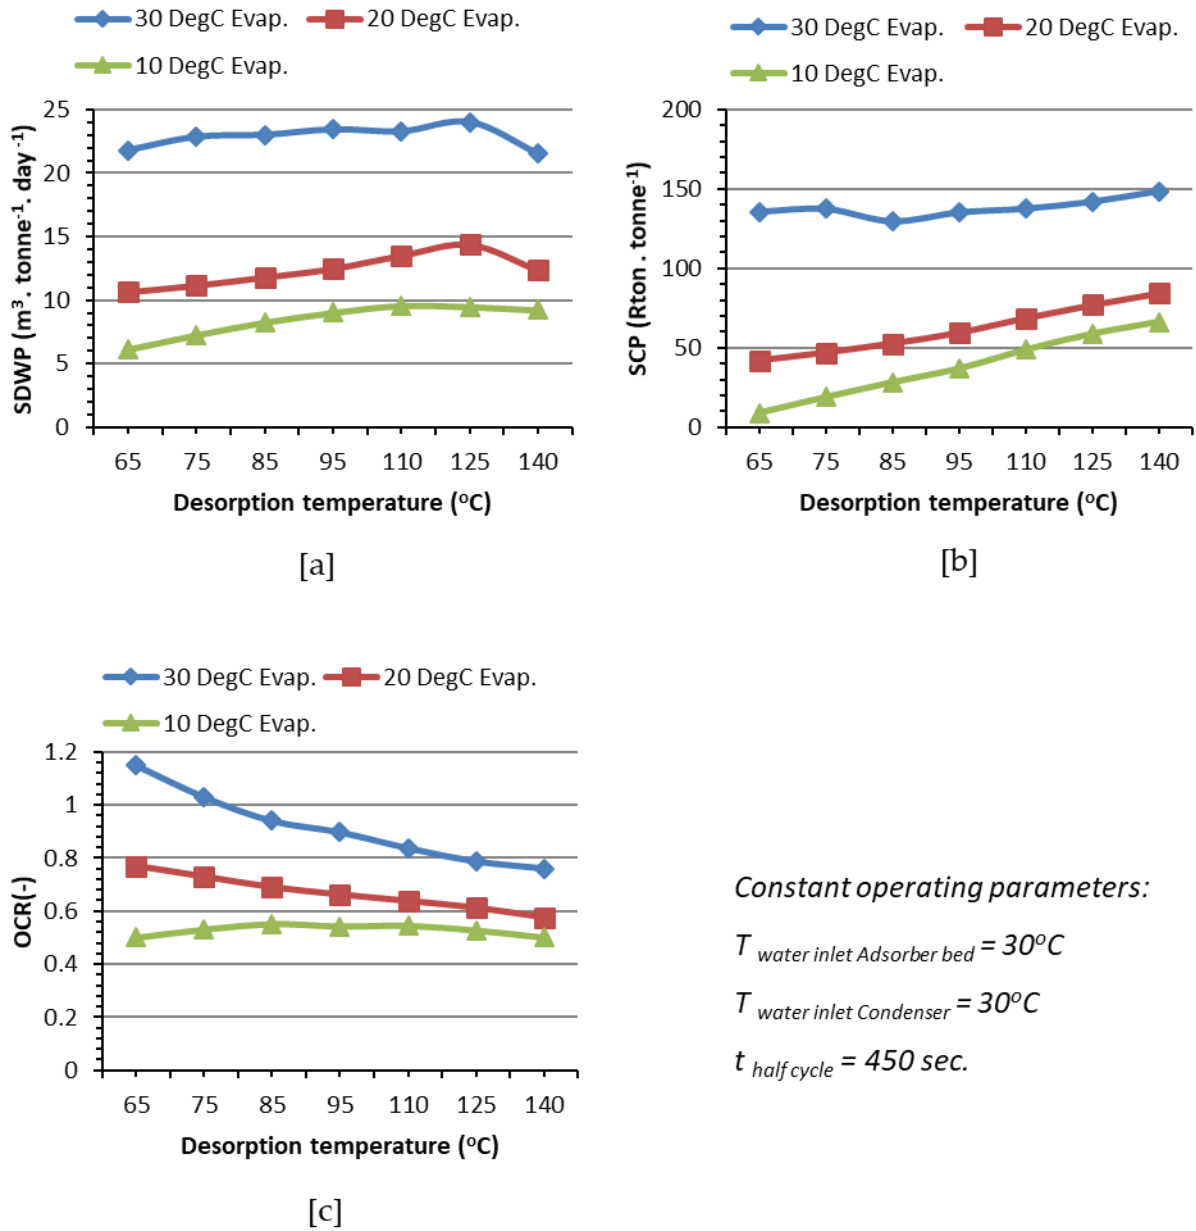 30 DegC Evap. 20 DegC Evap.
10 DegC Evap.
SDWP (m³. tonne⁻¹. day⁻¹)
25
20
15
10
5
0
65 75 85 95 110 125 140
Desorption temperature (ºC)
[a]
30 DegC Evap. 20 DegC Evap.
10 DegC Evap.
SCP (Rton . tonne⁻¹)
200
150
100
50
0
65 75 85 95 110 125 140
Desorption temperature (ºC)
[b]
30 DegC Evap. 20 DegC Evap.
10 DegC Evap.
OCR(-)
1.2
1
0.8
0.6
0.4
0.2
0
65 75 85 95 110 125 140
Desorption temperature (ºC)
[c]
Constant operating parameters:
T water inlet Adsorber bed = 30ºC
T water inlet Condenser = 30ºC
t half cycle = 450 sec.